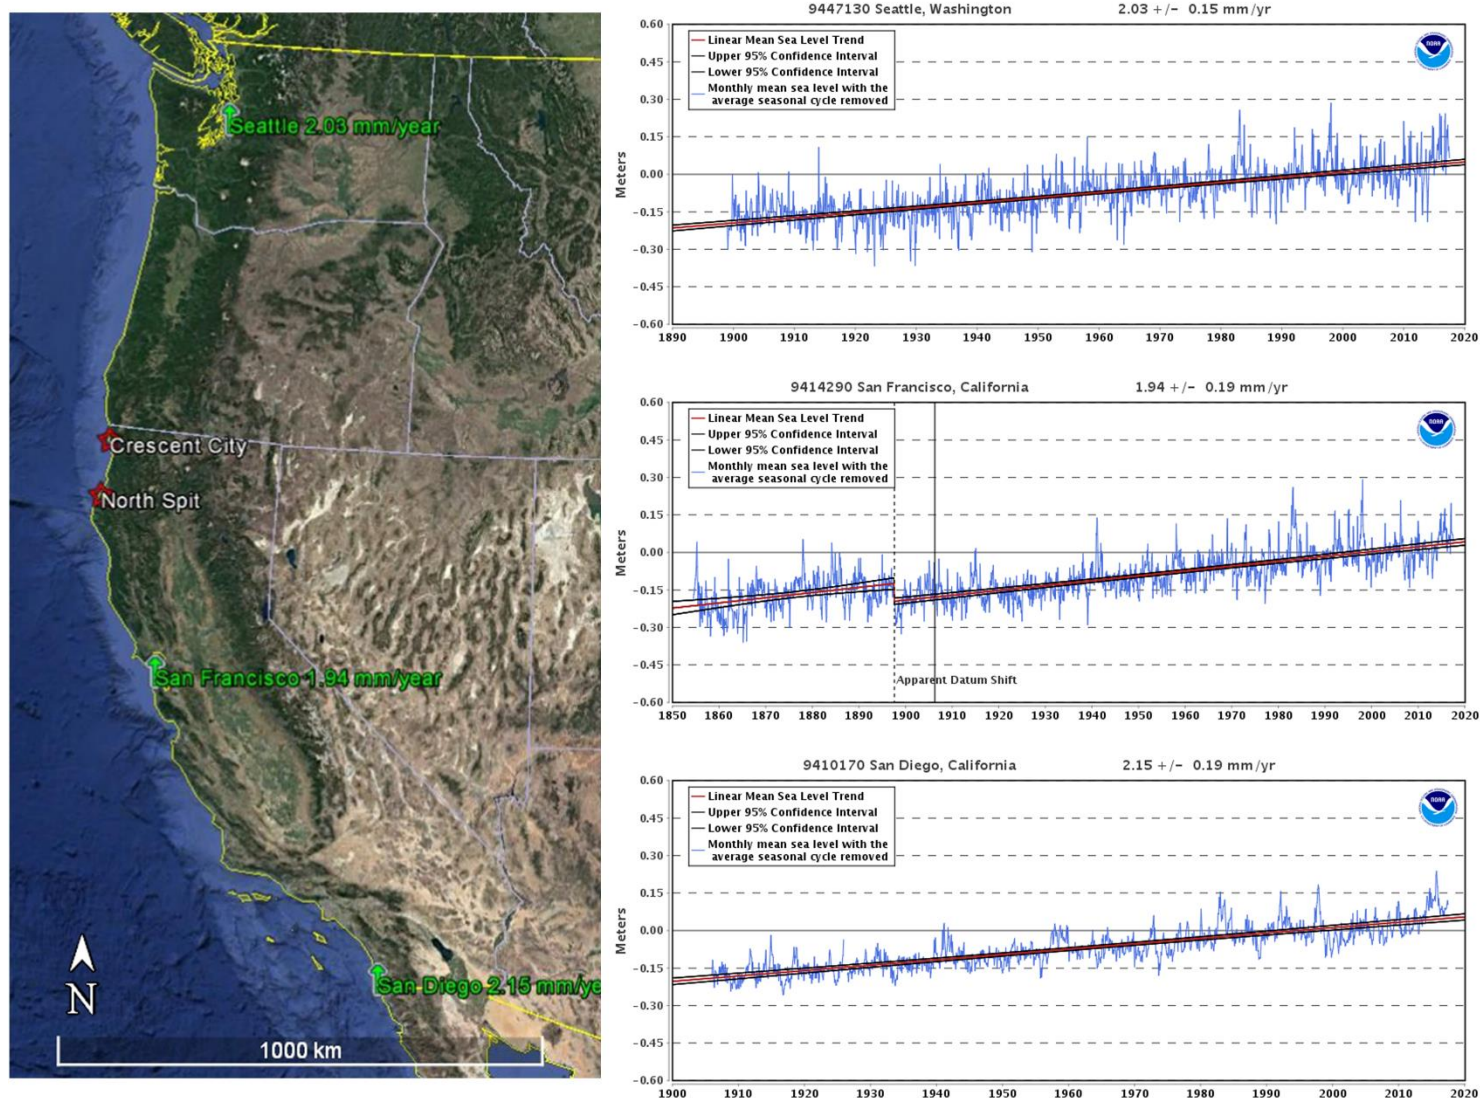 Seattle 2.03 mm/year
Crescent City
North Spit
San Francisco 1.94 mm/year
San Diego 2.15 mm/ye
N
1000 km
9447130 Seattle, Washington 2.03 +/- 0.15 mm/yr
0.60
0.45
0.30
0.15
0.00
-0.15
-0.30
-0.45
-0.60
Meters
Linear Mean Sea Level Trend
Upper 95% Confidence Interval
Lower 95% Confidence Interval
Monthly mean sea level with the
average seasonal cycle removed
NOAA
1890 1900 1910 1920 1930 1940 1950 1960 1970 1980 1990 2000 2010 2020
9414290 San Francisco, California 1.94 +/- 0.19 mm/yr
0.60
0.45
0.30
0.15
0.00
-0.15
-0.30
-0.45
-0.60
Meters
Linear Mean Sea Level Trend
Upper 95% Confidence Interval
Lower 95% Confidence Interval
Monthly mean sea level with the
average seasonal cycle removed
NOAA
Apparent Datum Shift
1850 1860 1870 1880 1890 1900 1910 1920 1930 1940 1950 1960 1970 1980 1990 2000 2010 2020
9410170 San Diego, California 2.15 +/- 0.19 mm/yr
0.60
0.45
0.30
0.15
0.00
-0.15
-0.30
-0.45
-0.60
Meters
Linear Mean Sea Level Trend
Upper 95% Confidence Interval
Lower 95% Confidence Interval
Monthly mean sea level with the
average seasonal cycle removed
NOAA
1900 1910 1920 1930 1940 1950 1960 1970 1980 1990 2000 2010 2020